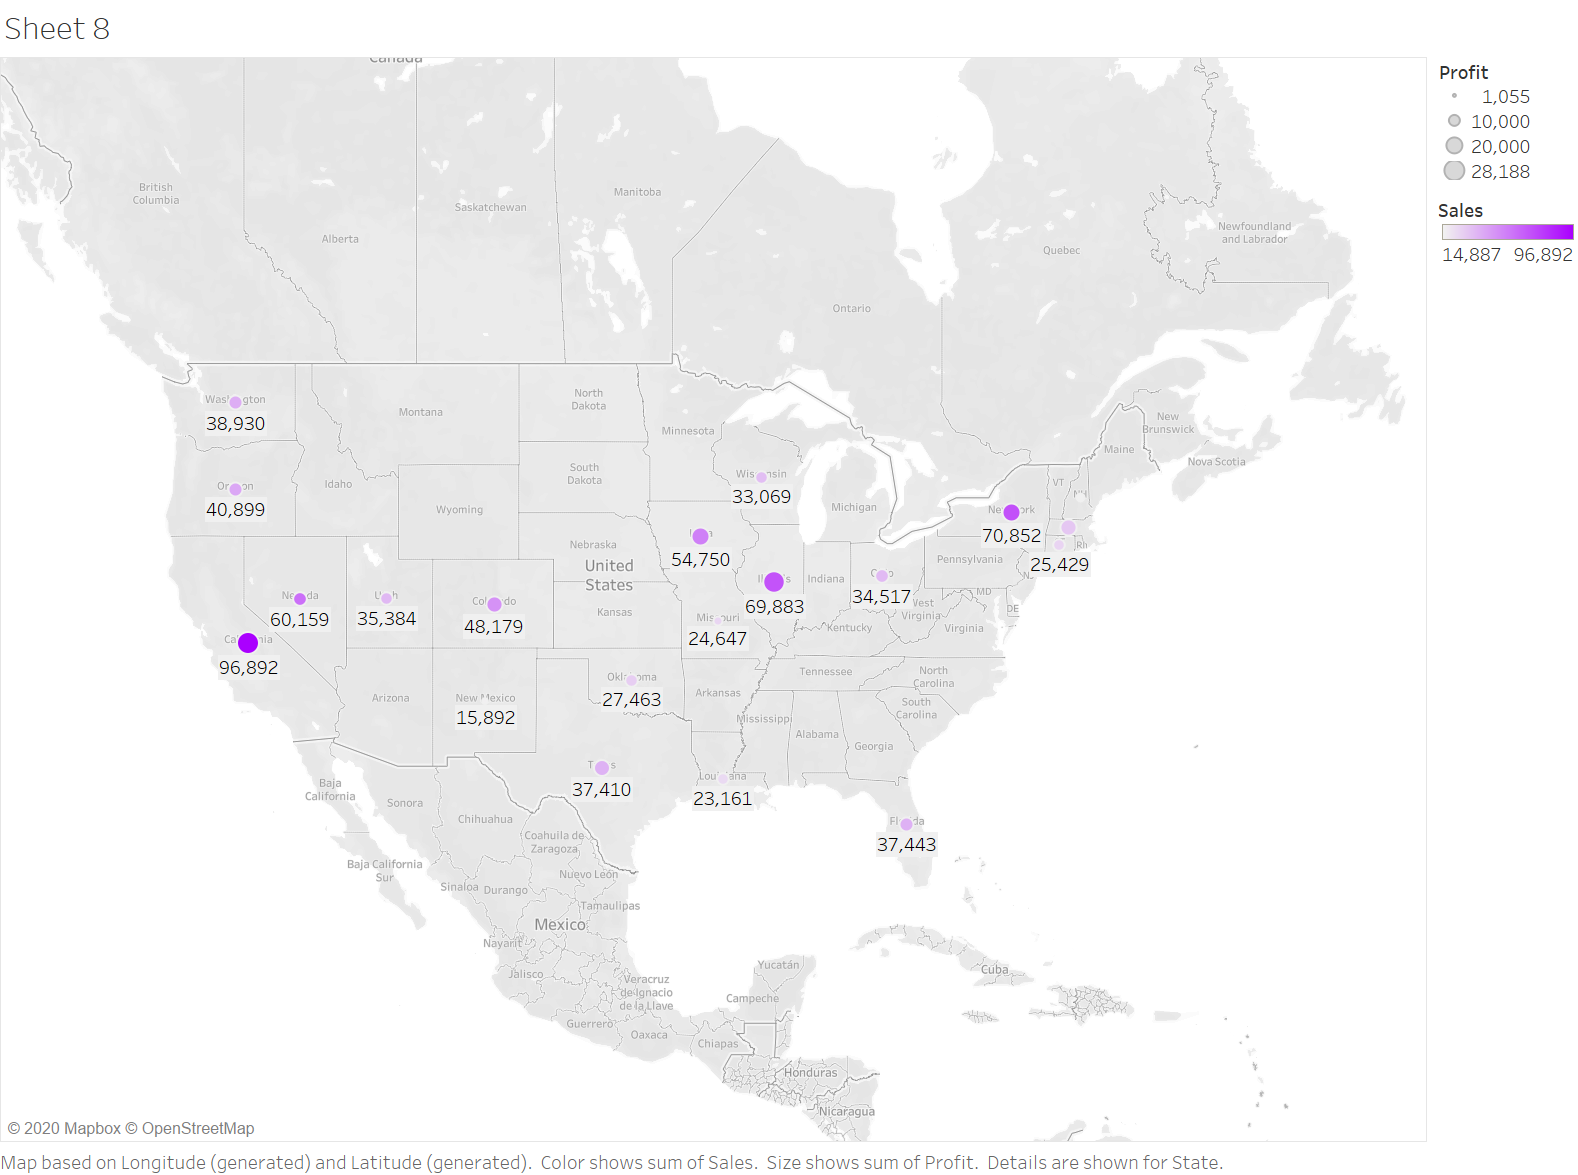 Sheet 8
Canada
British
Columbia
Alberta
Saskatchewan
Manitoba
Ontario
Quebec
Newfoundland
and Labrador
New
Brunswick
Nova Scotia
Maine
VT
NH
38,930
Montana
North
Dakota
Minnesota
33,069
Michigan
40,899
Idaho
Wyoming
South
Dakota
54,750
70,852
Nebraska
United
States
Kansas
69,883
Indiana
34,517
Pennsylvania
25,429
Rh
MD
DE
West
Virginia
Virginia
Kentucky
60,159
35,384
48,179
24,647
96,892
Arizona
New Mexico
15,892
27,463
Arkansas
Tennessee
North
Carolina
South
Carolina
Mississippi
Alabama
Georgia
37,410
23,161
37,443
Baja
California
Sonora
Chihuahua
Coahuila de
Zaragoza
Baja California
Sur
Sinaloa
Durango
Nuevo León
Tamaulipas
Mexico
Nayarit
Jalisco
Veracruz
de Ignacio
de la Llave
Yucatán
Campeche
Guerrero
Oaxaca
Chiapas
Cuba
Honduras
Nicaragua
Profit
1,055
10,000
20,000
28,188
Sales
14,887 96,892
© 2020 Mapbox © OpenStreetMap
Map based on Longitude (generated) and Latitude (generated). Color shows sum of Sales. Size shows sum of Profit. Details are shown for State.